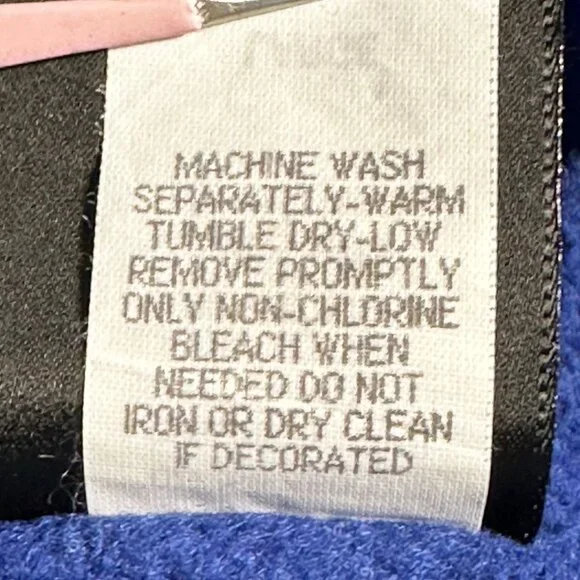 MACHINE WASH
SEPARATELY-WARM
TUMBLE DRY-LOW
REMOVE PROMPTLY
ONLY NON-CHLORINE
BLEACH WHEN
NEEDED DO NOT
IRON OR DRY CLEAN
IF DECORATED